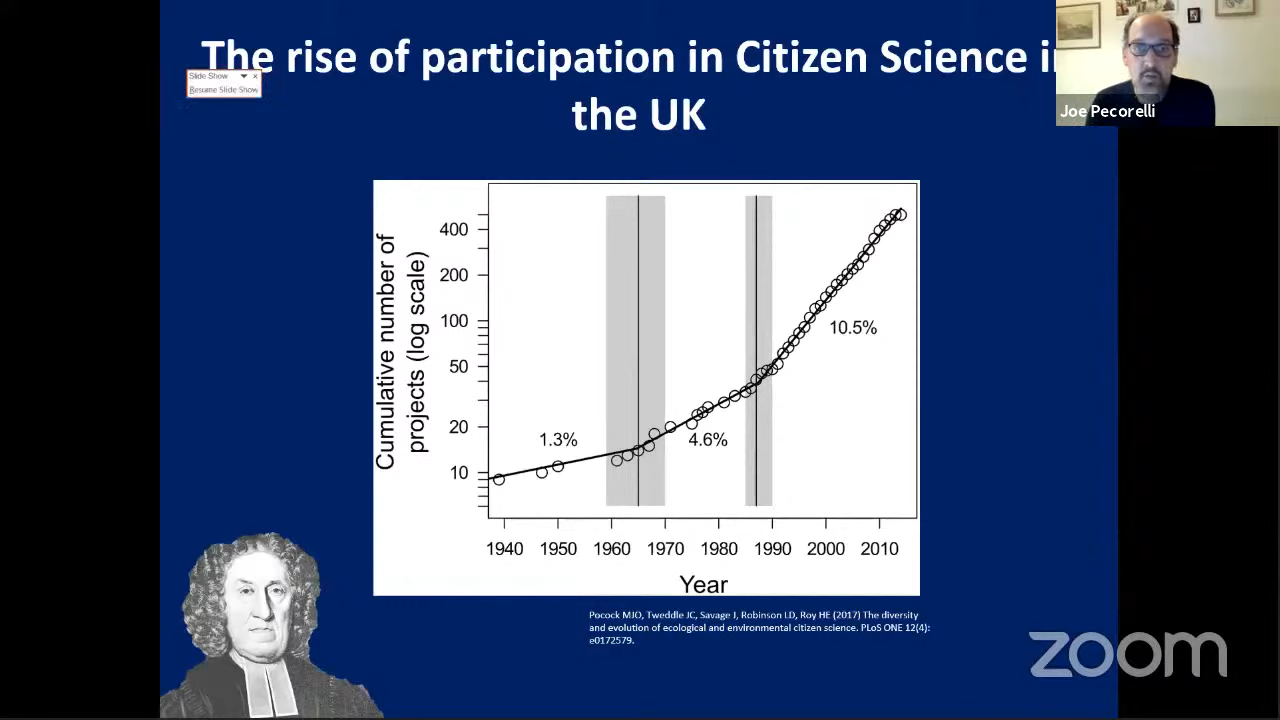 The rise of participation in Citizen Science in
the UK
Slide Show
Resume Slide Show
Joe Pecorelli
Cumulative number of
projects (log scale)
400
200
100
50
20
10
1.3%
4.6%
10.5%
1940 1950 1960 1970 1980 1990 2000 2010
Year
Pocock MJO, Tweddle JC, Savage J, Robinson LD, Roy HE (2017) The diversity
and evolution of ecological and environmental citizen science. PLoS ONE 12(4):
e0172579.
zoom